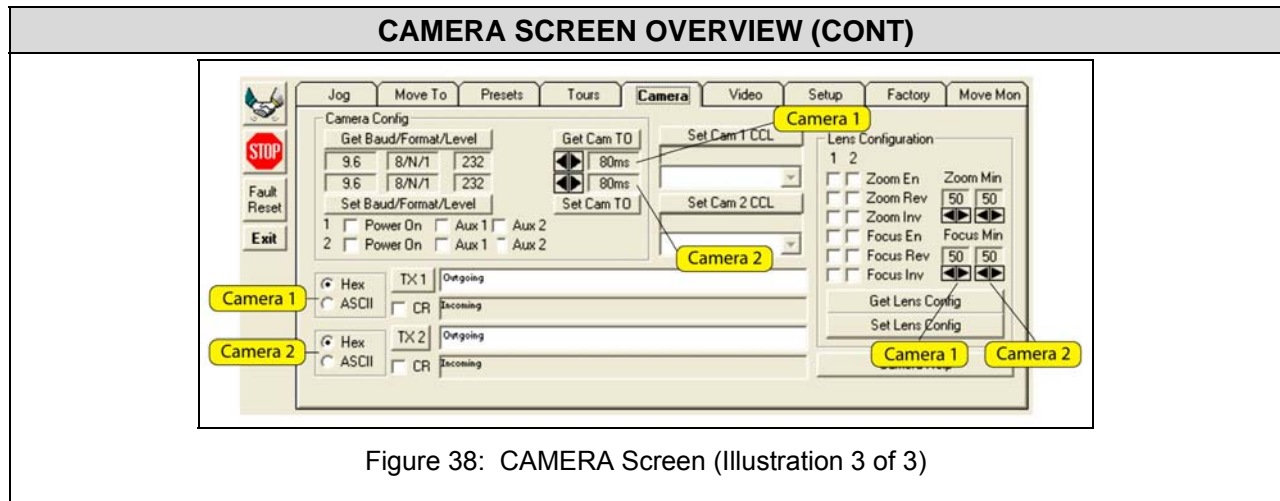 CAMERA SCREEN OVERVIEW (CONT)
Jog Move To Presets Tours Camera Video Setup Factory Move Mon
STOP
Fault
Reset
Exit
Camera Config
Get Baud/Format/Level Get Cam TO
9.6 8/N/1 232 80ms
9.6 8/N/1 232 80ms
Set Baud/Format/Level Set Cam TO
1 Power On Aux 1 Aux 2
2 Power On Aux 1 Aux 2
Set Cam 1 CCL
Set Cam 2 CCL
Camera 1
Camera 2
Lens Configuration
1 2
Zoom En Zoom Min
Zoom Rev 50 50
Zoom Inv
Focus En Focus Min
Focus Rev 50 50
Focus Inv
Get Lens Config
Set Lens Config
Camera 1 Camera 2
Camera 1
Hex TX 1 Outgoing
ASCII CR Incoming
Camera 2
Hex TX 2 Outgoing
ASCII CR Incoming
Figure 38: CAMERA Screen (Illustration 3 of 3)